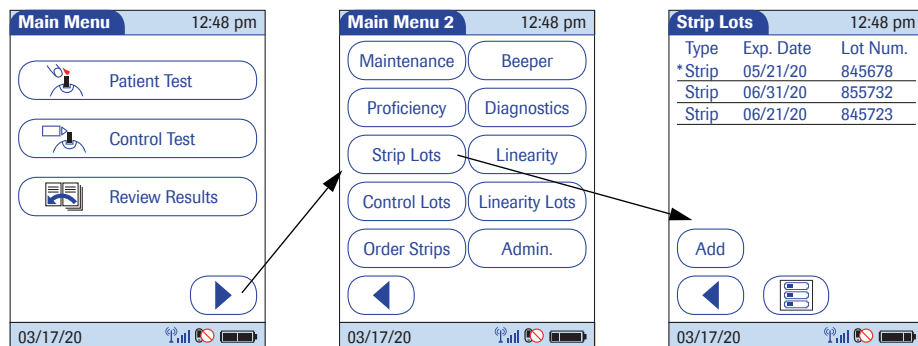 Main Menu 12:48 pm
Patient Test
Control Test
Review Results
03/17/20
Main Menu 2 12:48 pm
Maintenance Beeper
Proficiency Diagnostics
Strip Lots Linearity
Control Lots Linearity Lots
Order Strips Admin.
03/17/20
Strip Lots 12:48 pm
Type Exp. Date Lot Num.
*Strip 05/21/20 845678
Strip 06/31/20 855732
Strip 06/21/20 845723
Add
03/17/20